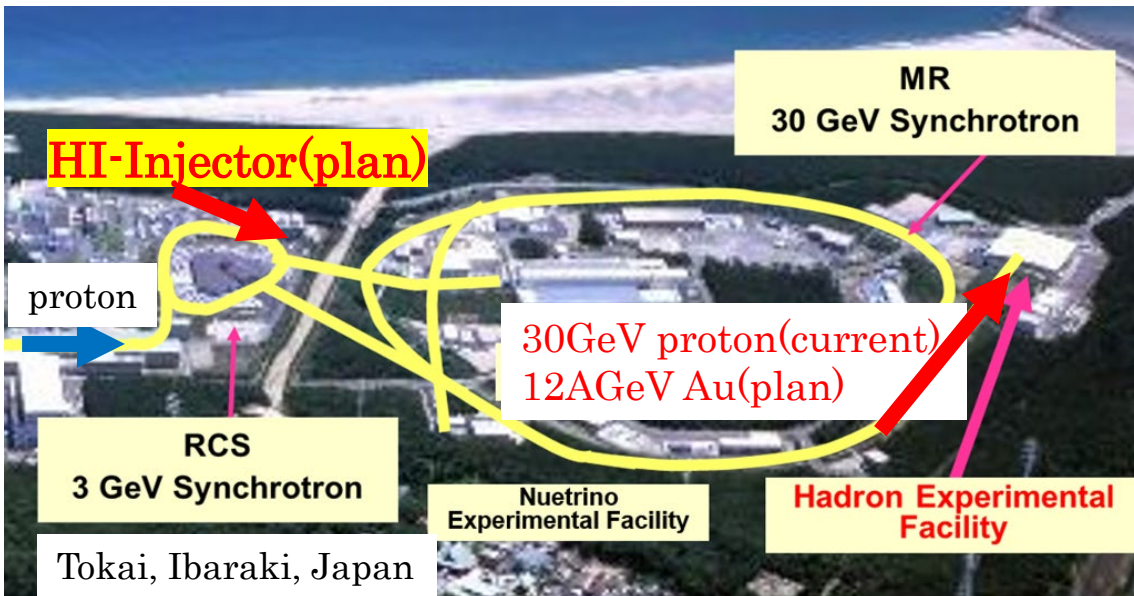 MR
30 GeV Synchrotron
HI-Injector(plan)
proton
30GeV proton(current)
12AGeV Au(plan)
RCS
3 GeV Synchrotron
Nuetrino
Experimental Facility
Hadron Experimental
Facility
Tokai, Ibaraki, Japan